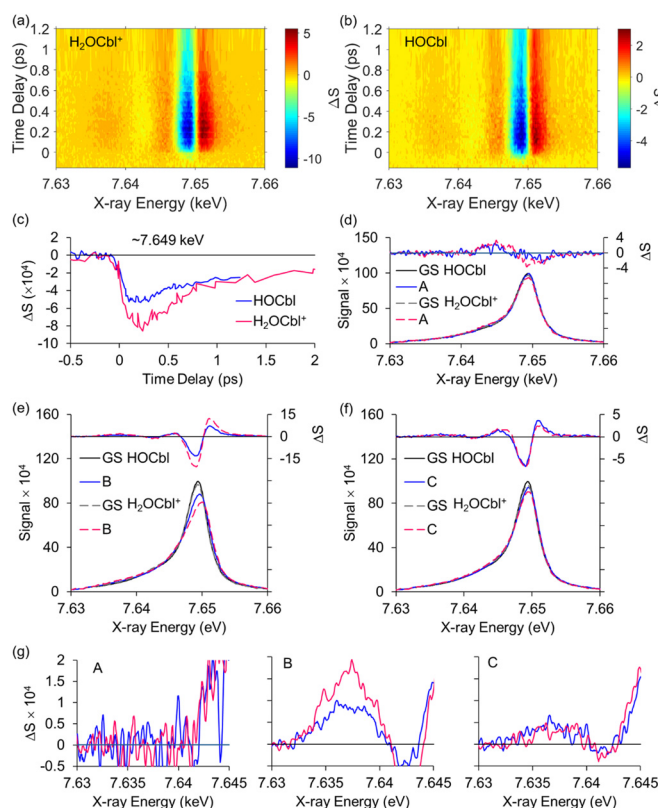 (a)
H₂OCbl⁺
1.2
1.0
0.8
0.6
0.4
0.2
0
Time Delay (ps)
7.63 7.64 7.65 7.66
X-ray Energy (keV)
5
0
-5
-10
ΔS
(b)
HOCbl
1.2
1.0
0.8
0.6
0.4
0.2
0
Time Delay (ps)
7.63 7.64 7.65 7.66
X-ray Energy (keV)
2
0
-2
-4
ΔS
(c)
~7.649 keV
2
0
-2
-4
-6
-8
-10
ΔS (×10⁴)
HOCbl
H₂OCbl⁺
-0.5 0 0.5 1 1.5 2
Time Delay (ps)
(d)
150
100
50
0
Signal × 10⁴
8
4
0
-4
ΔS
GS HOCbl
A
GS H₂OCbl⁺
A
7.63 7.64 7.65 7.66
X-ray Energy (keV)
(e)
160
120
80
40
0
Signal × 10⁴
15
0
-15
ΔS
GS HOCbl
B
GS H₂OCbl⁺
B
7.63 7.64 7.65 7.66
X-ray Energy (eV)
(f)
160
120
80
40
0
Signal × 10⁴
5
0
-5
ΔS
GS HOCbl
C
GS H₂OCbl⁺
C
7.63 7.64 7.65 7.66
X-ray Energy (eV)
(g)
2
1.5
1
0.5
0
-0.5
ΔS × 10⁴
A
7.63 7.635 7.64 7.645
X-ray Energy (keV)
B
7.63 7.635 7.64 7.645
X-ray Energy (keV)
C
7.63 7.635 7.64 7.645
X-ray Energy (keV)